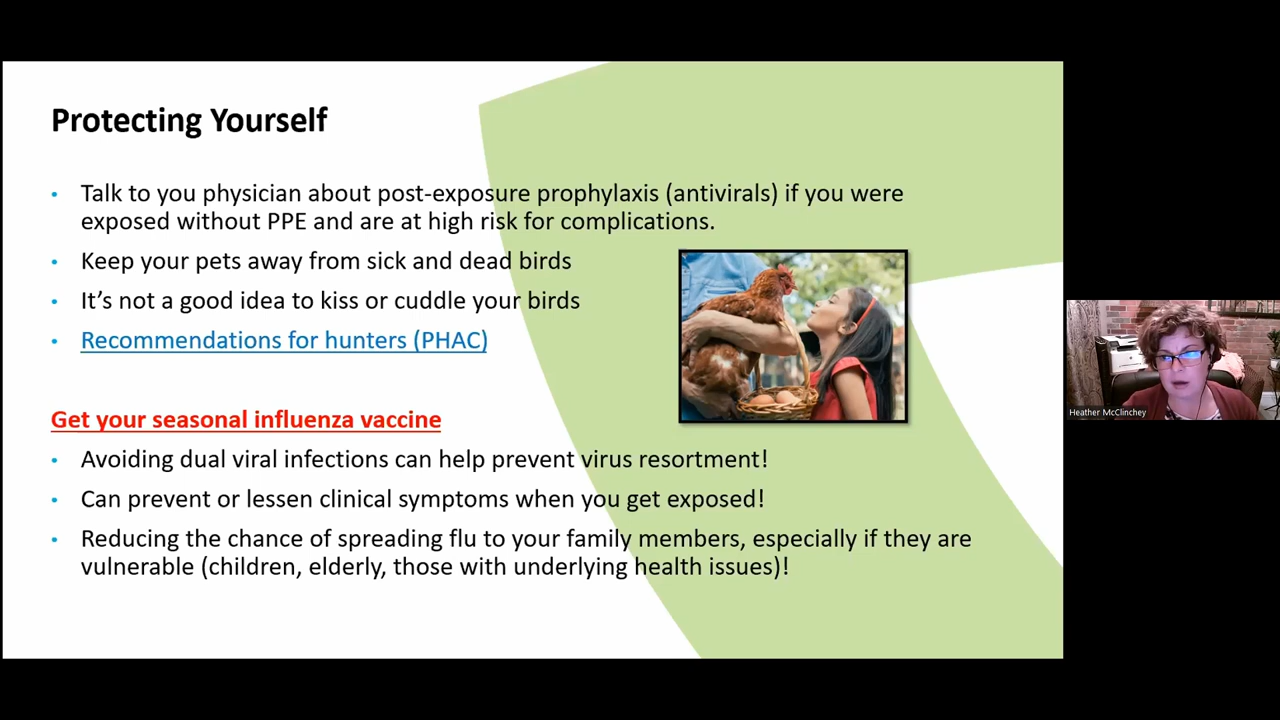 Protecting Yourself
• Talk to you physician about post-exposure prophylaxis (antivirals) if you were
exposed without PPE and are at high risk for complications.
• Keep your pets away from sick and dead birds
• It’s not a good idea to kiss or cuddle your birds
• Recommendations for hunters (PHAC)
Get your seasonal influenza vaccine
• Avoiding dual viral infections can help prevent virus resortment!
• Can prevent or lessen clinical symptoms when you get exposed!
• Reducing the chance of spreading flu to your family members, especially if they are
vulnerable (children, elderly, those with underlying health issues)!
Heather McClinchey